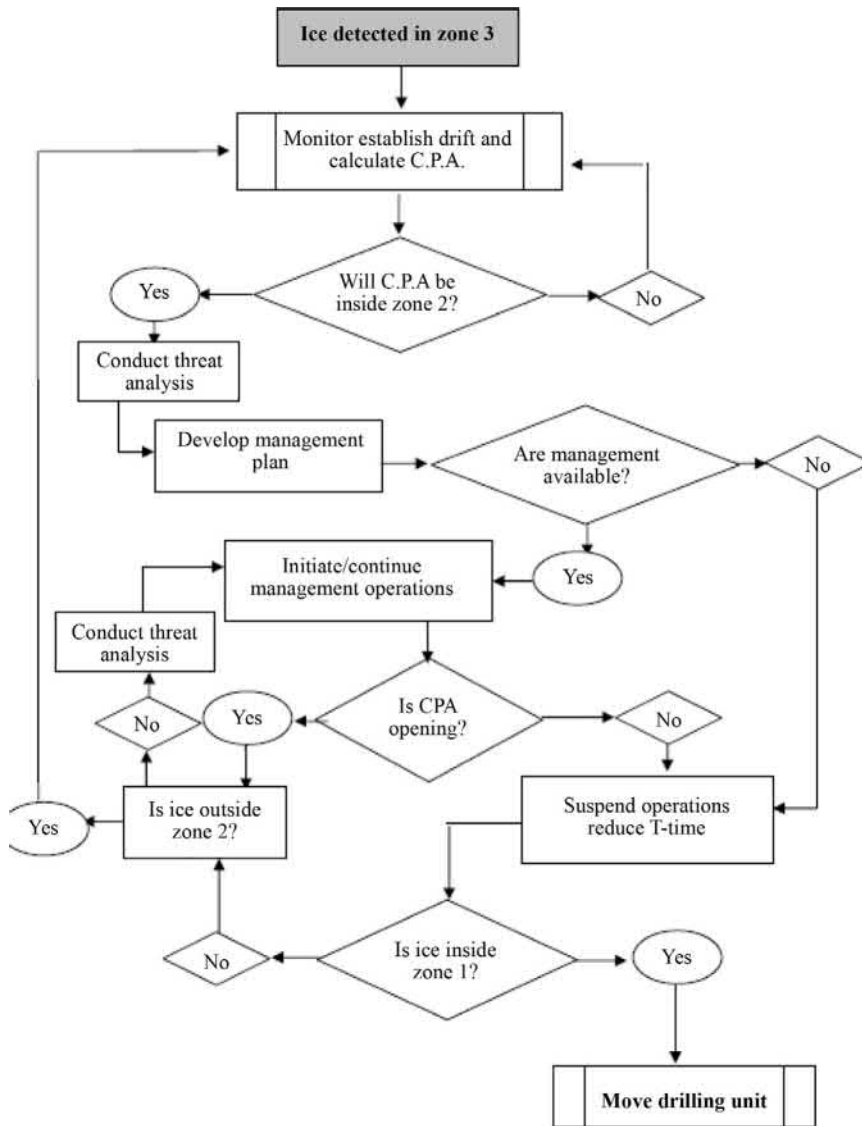 Ice detected in zone 3
Monitor establish drift and
calculate C.P.A.
Will C.P.A be
inside zone 2?
Yes
No
Conduct threat
analysis
Develop management
plan
Are management
available?
No
Yes
Initiate/continue
management operations
Conduct threat
analysis
Is CPA
opening?
No
Yes
No
Is ice outside
zone 2?
Yes
Suspend operations
reduce T-time
Is ice inside
zone 1?
No
Yes
Move drilling unit